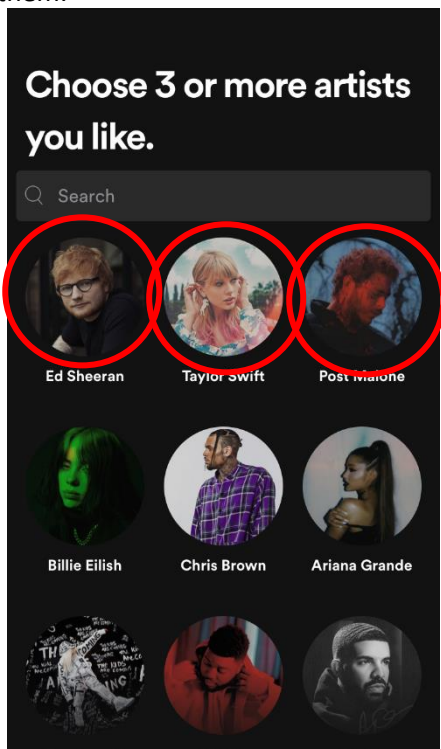 them.
Choose 3 or more artists
you like.
Search
Ed Sheeran Taylor Swift Post Malone
Billie Eilish Chris Brown Ariana Grande